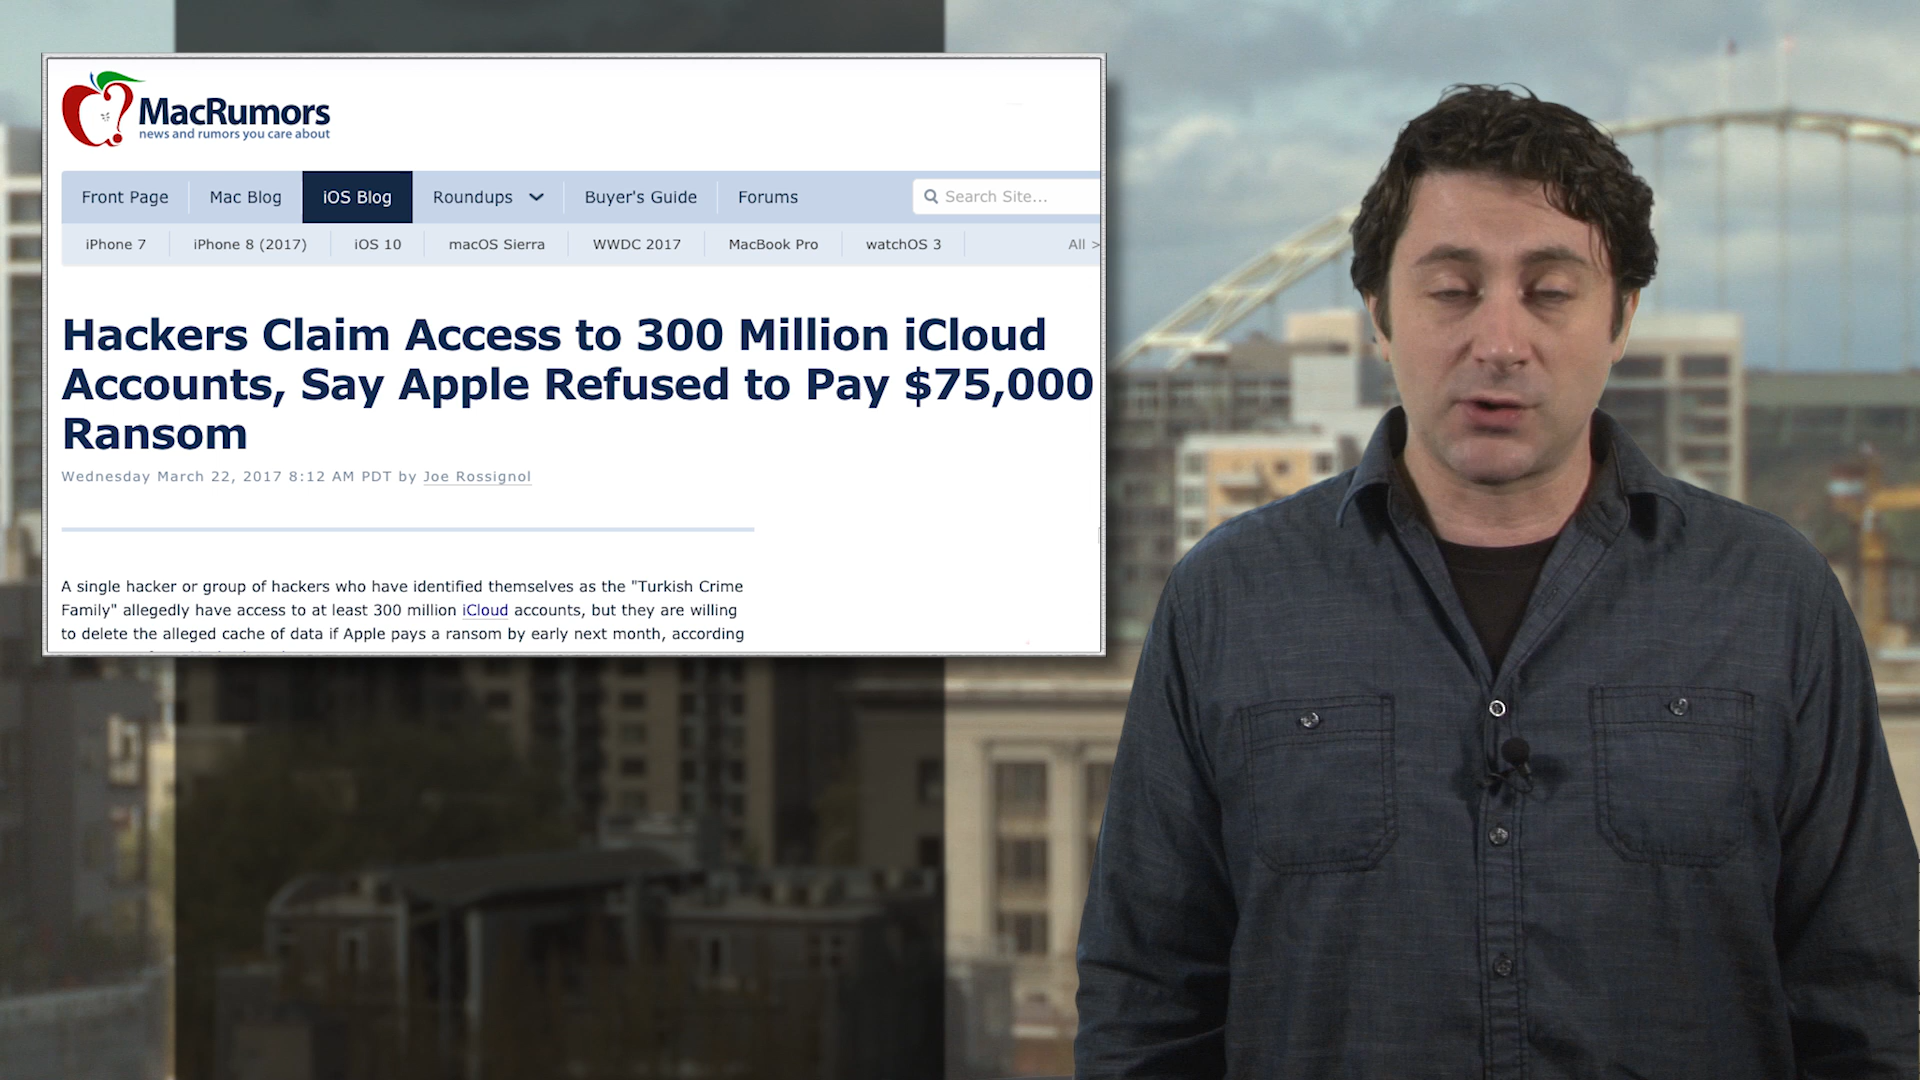 MacRumors
news and rumors you care about
Front Page Mac Blog iOS Blog Roundups Buyer's Guide Forums Search Site...
iPhone 7 iPhone 8 (2017) iOS 10 macOS Sierra WWDC 2017 MacBook Pro watchOS 3 All >
Hackers Claim Access to 300 Million iCloud
Accounts, Say Apple Refused to Pay $75,000
Ransom
Wednesday March 22, 2017 8:12 AM PDT by Joe Rossignol
A single hacker or group of hackers who have identified themselves as the "Turkish Crime
Family" allegedly have access to at least 300 million iCloud accounts, but they are willing
to delete the alleged cache of data if Apple pays a ransom by early next month, according